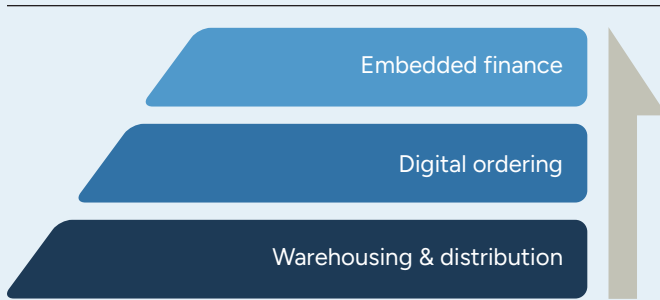 Embedded finance
Digital ordering
Warehousing & distribution